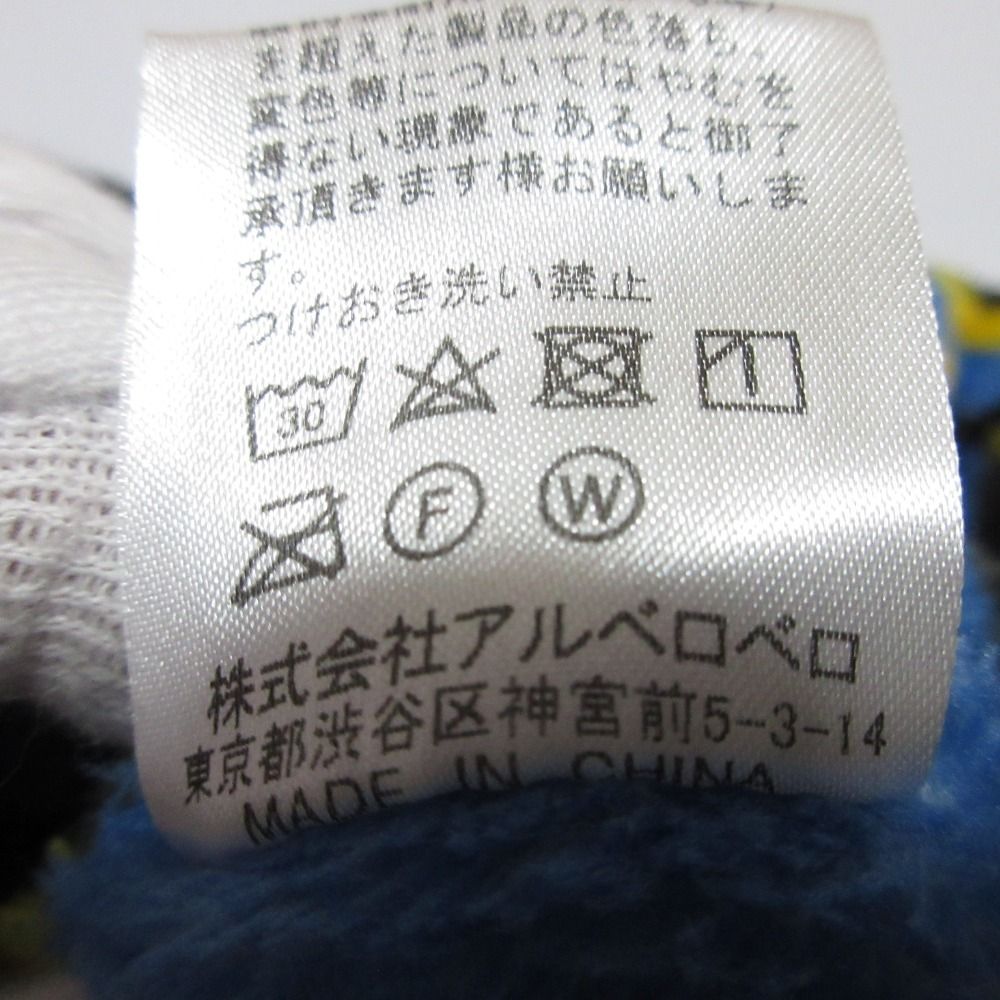 を超えた製品の色落ち。
変色等についてはやむを
得ない現象であると御了
承頂きます様お願いしま
す。
つけおき洗い禁止
30
F
W
株式会社アルベロベロ
東京都渋谷区神宮前5-3-14
MADE IN CHINA